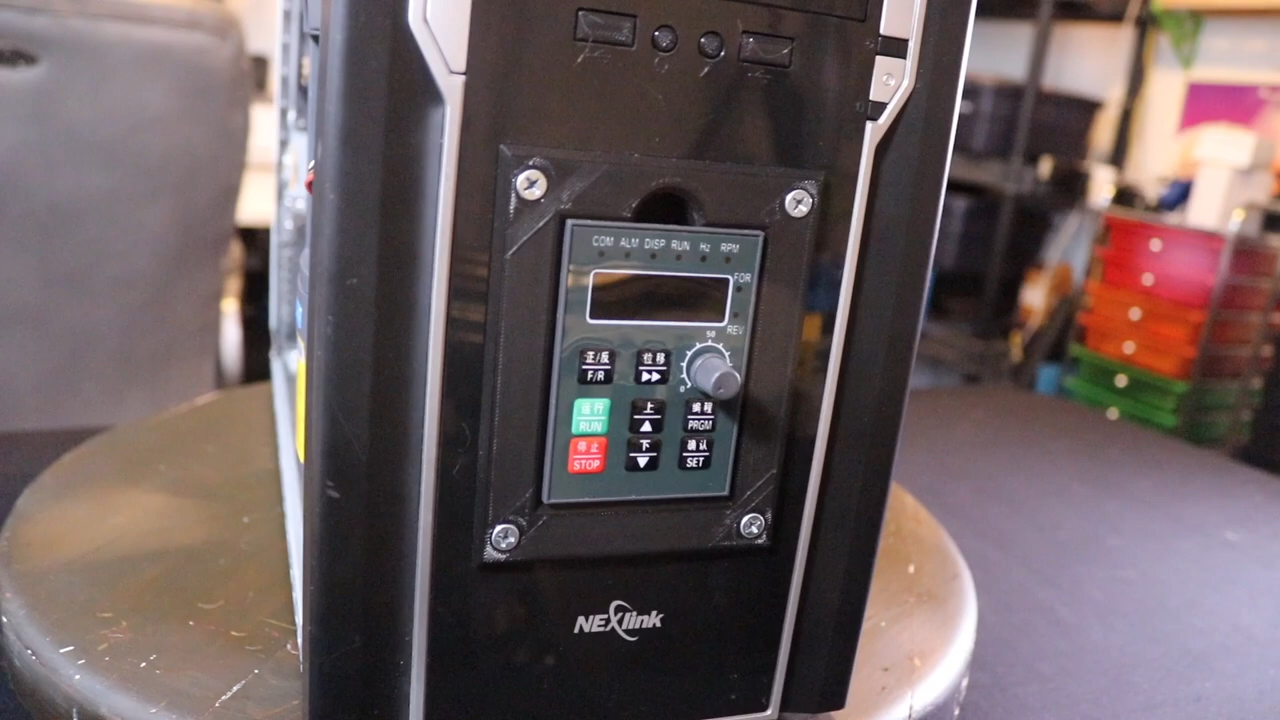 COM ALM DISP RUN Hz RPM
FOR
REV
50
0
正/反
F/R
位移
运行
RUN
上
编程
PRGM
停止
STOP
下
确认
SET
NEXlink